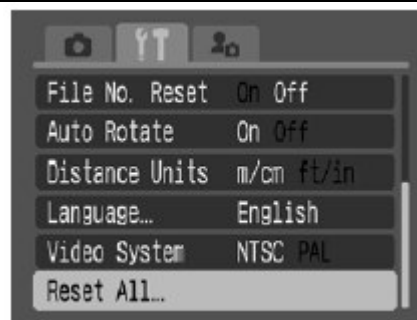 File No. Reset On Off
Auto Rotate On Off
Distance Units m/cm ft/in
Language... English
Video System NTSC PAL
Reset All...